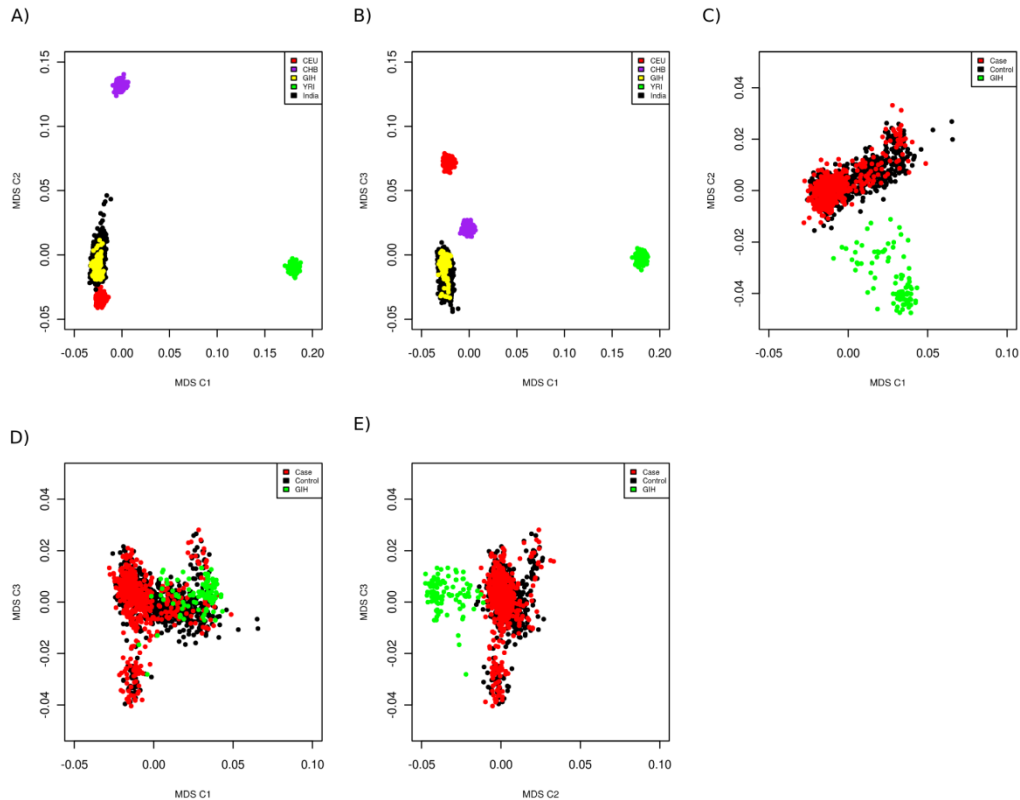 A)
B)
C)
CEU
CHB
GIH
YRI
India
MDS C2
0.15
0.10
0.05
0.00
-0.05
-0.05 0.00 0.05 0.10 0.15 0.20
MDS C1
CEU
CHB
GIH
YRI
India
MDS C3
0.15
0.10
0.05
0.00
-0.05
-0.05 0.00 0.05 0.10 0.15 0.20
MDS C1
Case
Control
GIH
MDS C2
0.04
0.02
0.00
-0.02
-0.04
-0.05 0.00 0.05 0.10
MDS C1
D)
E)
Case
Control
GIH
MDS C3
0.04
0.02
0.00
-0.02
-0.04
-0.05 0.00 0.05 0.10
MDS C1
Case
Control
GIH
MDS C3
0.04
0.02
0.00
-0.02
-0.04
-0.05 0.00 0.05 0.10
MDS C2